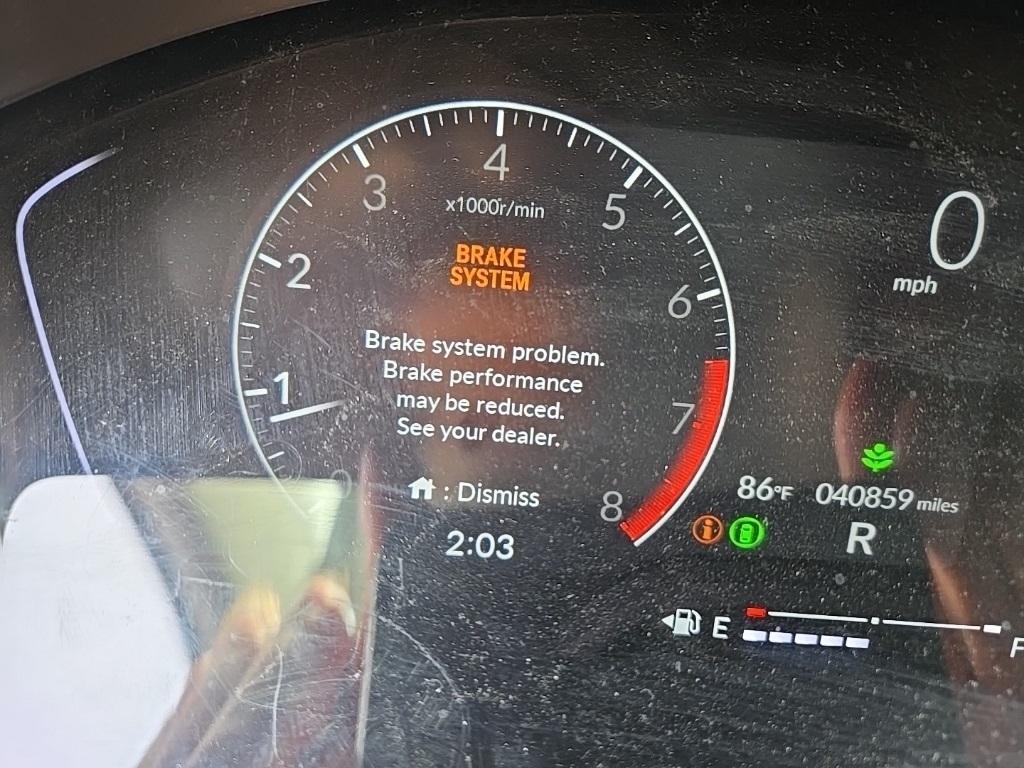 4
3
5
x1000r/min
0
BRAKE
SYSTEM
2
mph
6
Brake system problem.
Brake performance
1
may be reduced.
7
See your dealer.
: Dismiss
8
86°F 040859 miles
2:03
i
R
E
F